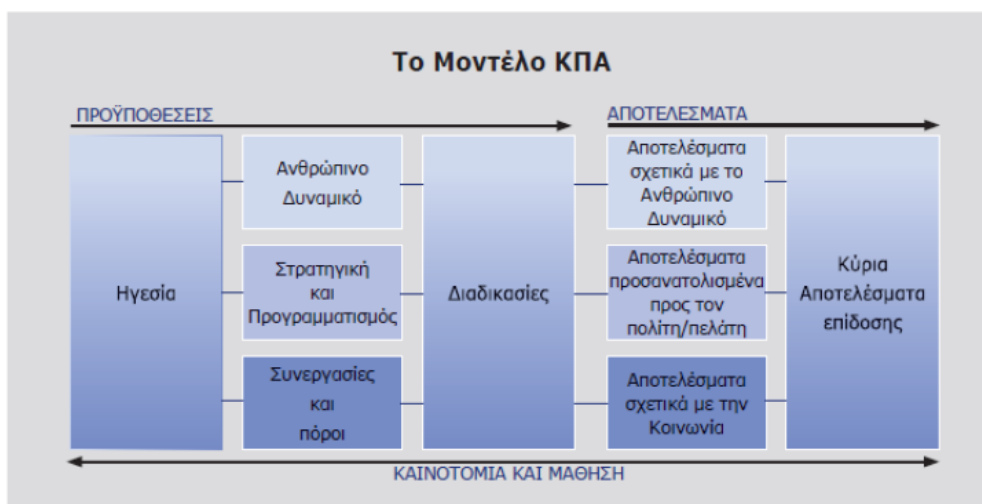 Το Μοντέλο ΚΠΑ
ΠΡΟΫΠΟΘΕΣΕΙΣ
ΑΠΟΤΕΛΕΣΜΑΤΑ
Ηγεσία
Ανθρώπινο
Δυναμικό
Στρατηγική
και
Προγραμματισμός
Συνεργασίες
και
πόροι
Διαδικασίες
Αποτελέσματα
σχετικά με το
Ανθρώπινο
Δυναμικό
Αποτελέσματα
προσανατολισμένα
προς τον
πολίτη/πελάτη
Αποτελέσματα
σχετικά με την
Κοινωνία
Κύρια
Αποτελέσματα
επίδοσης
ΚΑΙΝΟΤΟΜΙΑ ΚΑΙ ΜΑΘΗΣΗ